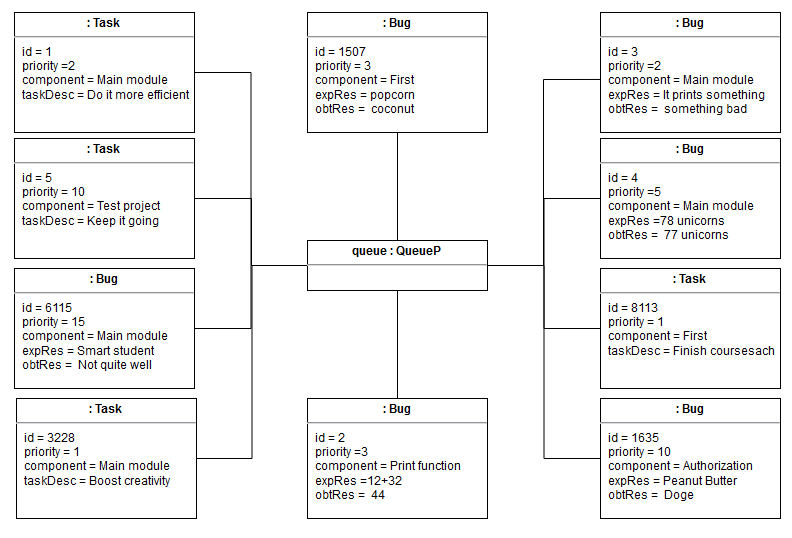 : Task
id = 1
priority =2
component = Main module
taskDesc = Do it more efficient
: Task
id = 5
priority = 10
component = Test project
taskDesc = Keep it going
: Bug
id = 6115
priority = 15
component = Main module
expRes = Smart student
obtRes =  Not quite well
: Task
id = 3228
priority = 1
component = Main module
taskDesc = Boost creativity
: Bug
id = 1507
priority = 3
component = First
expRes = popcorn
obtRes =  coconut
queue : QueueP
: Bug
id = 2
priority =3
component = Print function
expRes =12+32
obtRes =  44
: Bug
id = 3
priority =2
component = Main module
expRes = It prints something
obtRes =  something bad
: Bug
id = 4
priority =5
component = Main module
expRes =78 unicorns
obtRes =  77 unicorns
: Task
id = 8113
priority = 1
component = First
taskDesc = Finish coursesach
: Bug
id = 1635
priority = 10
component = Authorization
expRes = Peanut Butter
obtRes =  Doge